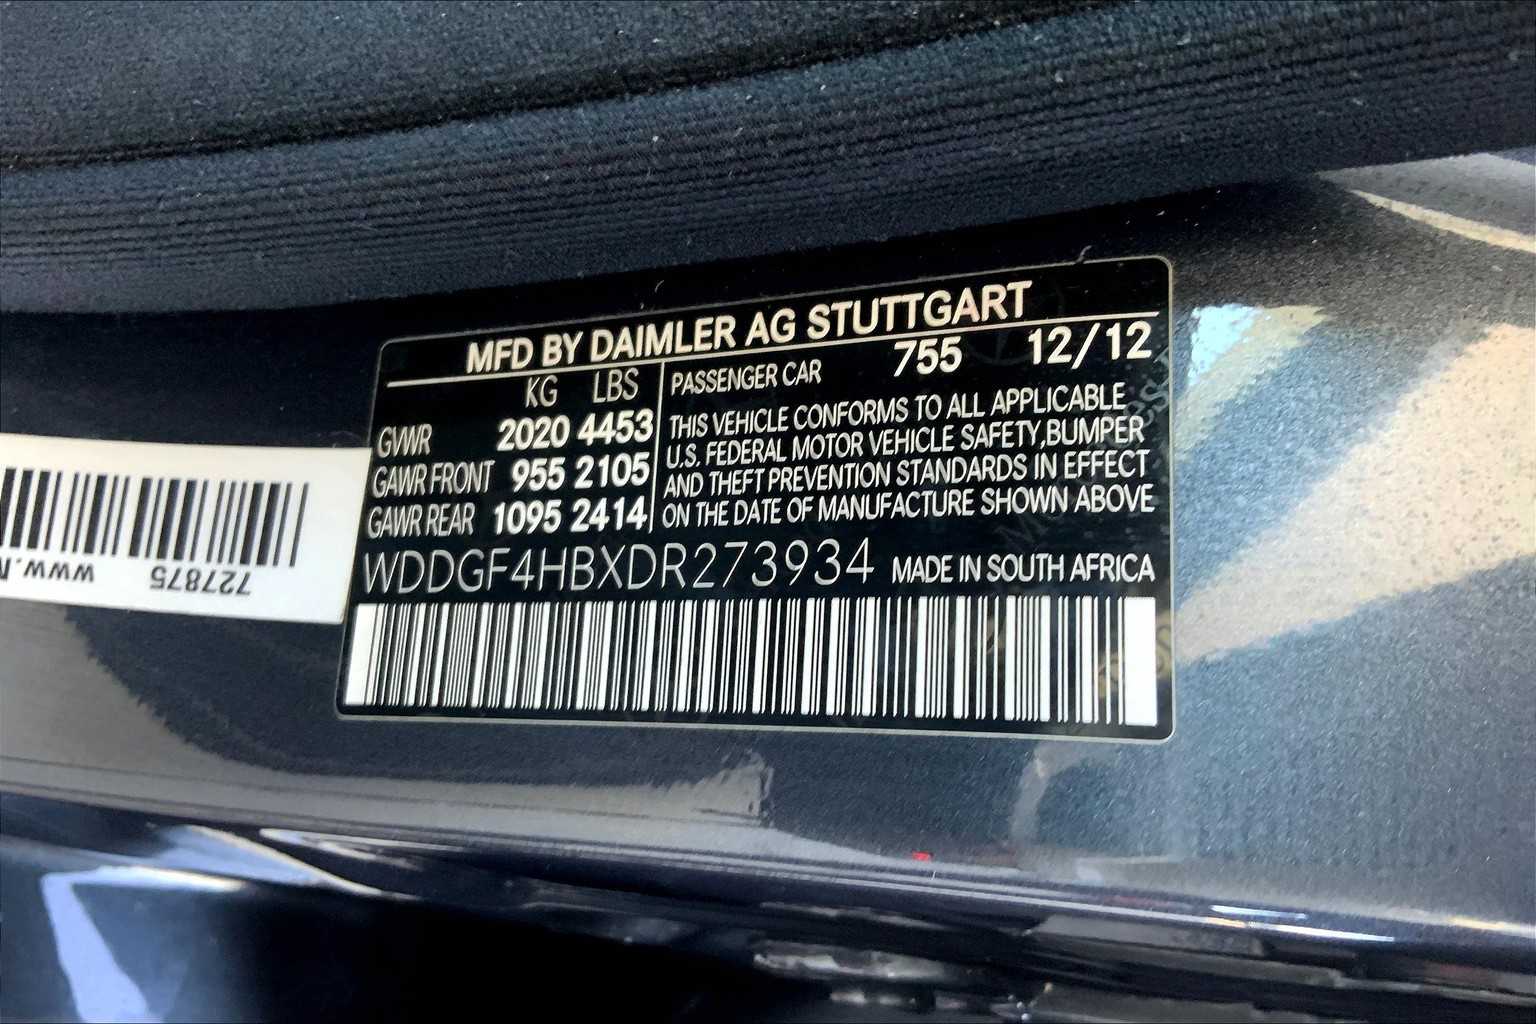 MFD BY DAIMLER AG STUTTGART
KG LBS
GVWR 2020 4453
GAWR FRONT 955 2105
GAWR REAR 1095 2414
PASSENGER CAR 755 12/12
THIS VEHICLE CONFORMS TO ALL APPLICABLE
U.S. FEDERAL MOTOR VEHICLE SAFETY,BUMPER
AND THEFT PREVENTION STANDARDS IN EFFECT
ON THE DATE OF MANUFACTURE SHOWN ABOVE
WDDGF4HBXDR273934 MADE IN SOUTH AFRICA
727875
www.